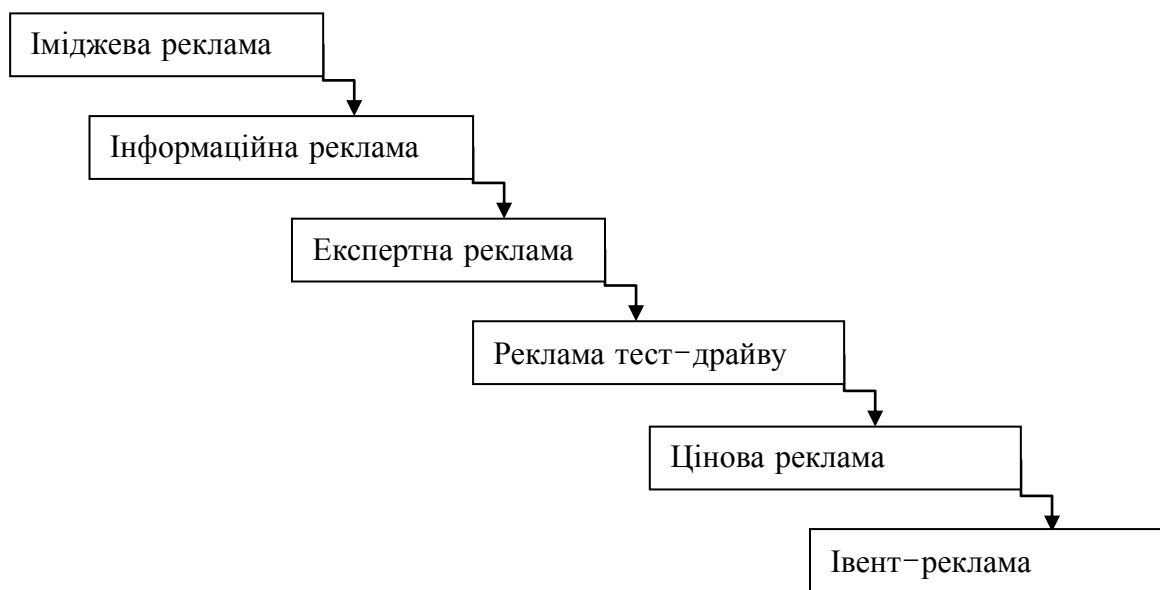 Іміджева реклама
Інформаційна реклама
Експертна реклама
Реклама тест−драйву
Цінова реклама
Івент−реклама